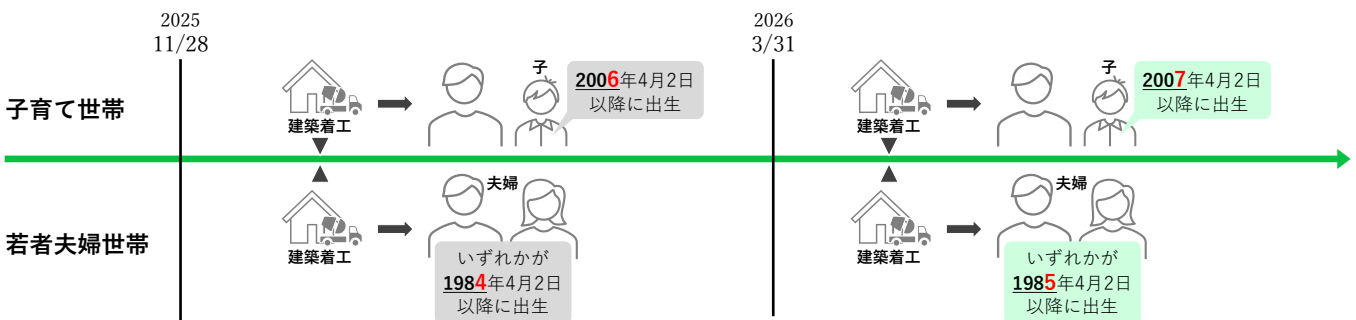 2025
11/28
2026
3/31
子育て世帯
建築着工
子
2006年4月2日
以降に出生
建築着工
子
2007年4月2日
以降に出生
若者夫婦世帯
建築着工
夫婦
いずれかが
1984年4月2日
以降に出生
建築着工
夫婦
いずれかが
1985年4月2日
以降に出生